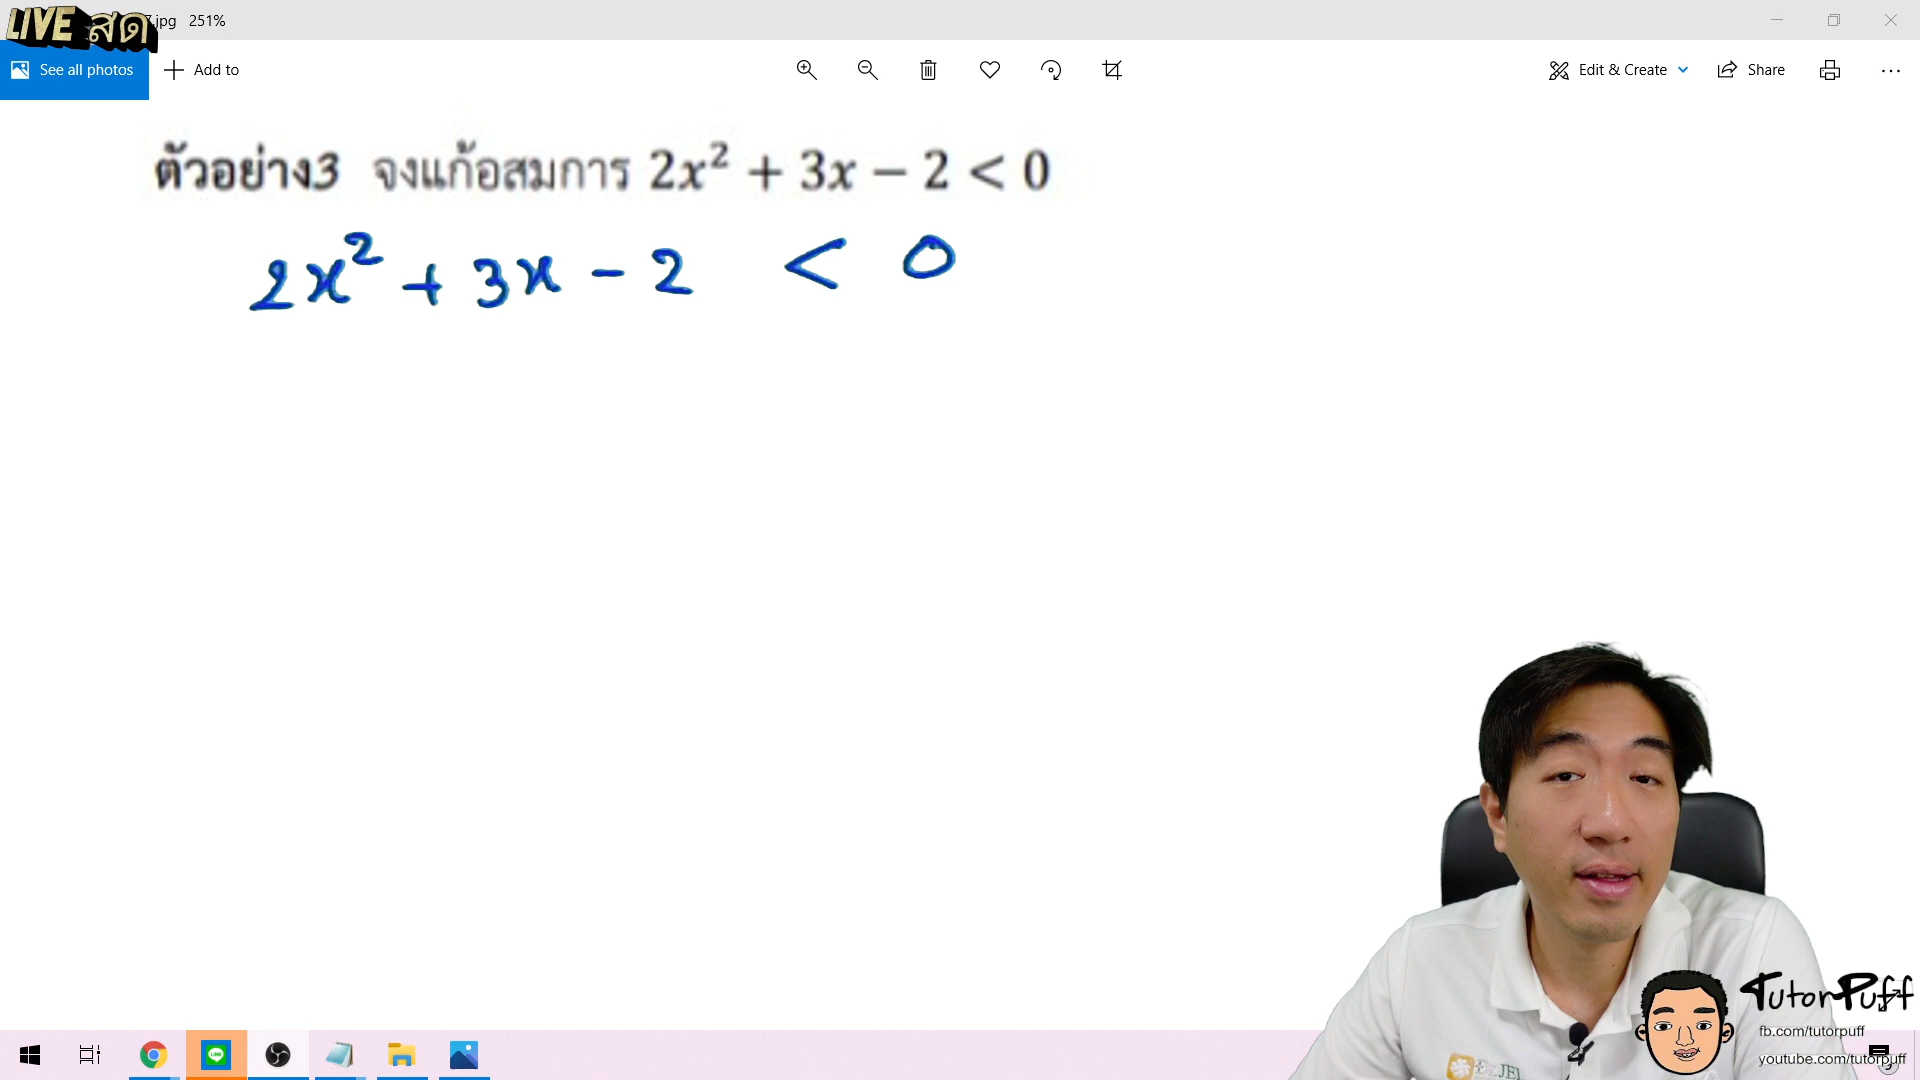 LIVE สด
.jpg 251%
See all photos
Add to
Edit & Create
Share
ตัวอย่าง3 จงแก้อสมการ 2x² + 3x − 2 < 0
2x² + 3x − 2 < 0
TutorPuff
fb.com/tutorpuff
youtube.com/tutorpuff
LINE